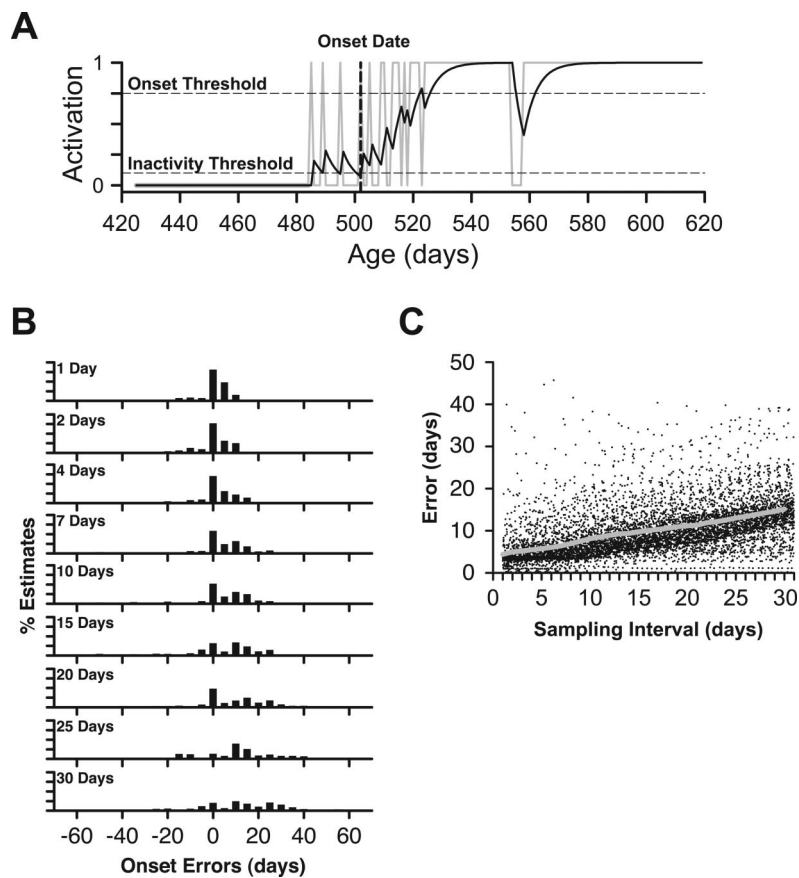 A
Onset Date
1
Onset Threshold
Activation
Inactivity Threshold
0
420 440 460 480 500 520 540 560 580 600 620
Age (days)
B
1 Day
2 Days
4 Days
7 Days
10 Days
15 Days
20 Days
25 Days
30 Days
% Estimates
-60 -40 -20 0 20 40 60
Onset Errors (days)
C
50
40
30
20
10
0
Error (days)
0 5 10 15 20 25 30
Sampling Interval (days)